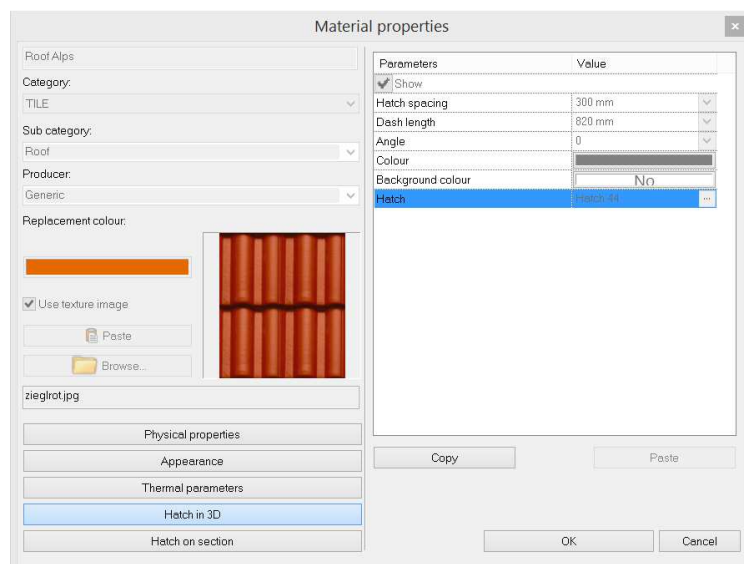 Material properties
Roof Alps
Category:
TILE
Sub category:
Roof
Producer:
Generic
Replacement colour:
Use texture image
Paste
Browse...
zieglrot.jpg
Physical properties
Appearance
Thermal parameters
Hatch in 3D
Hatch on section
Parameters Value
Show
Hatch spacing 300 mm
Dash length 820 mm
Angle 0
Colour
Background colour No
Hatch Hatch 44 ...
Copy Paste
OK Cancel